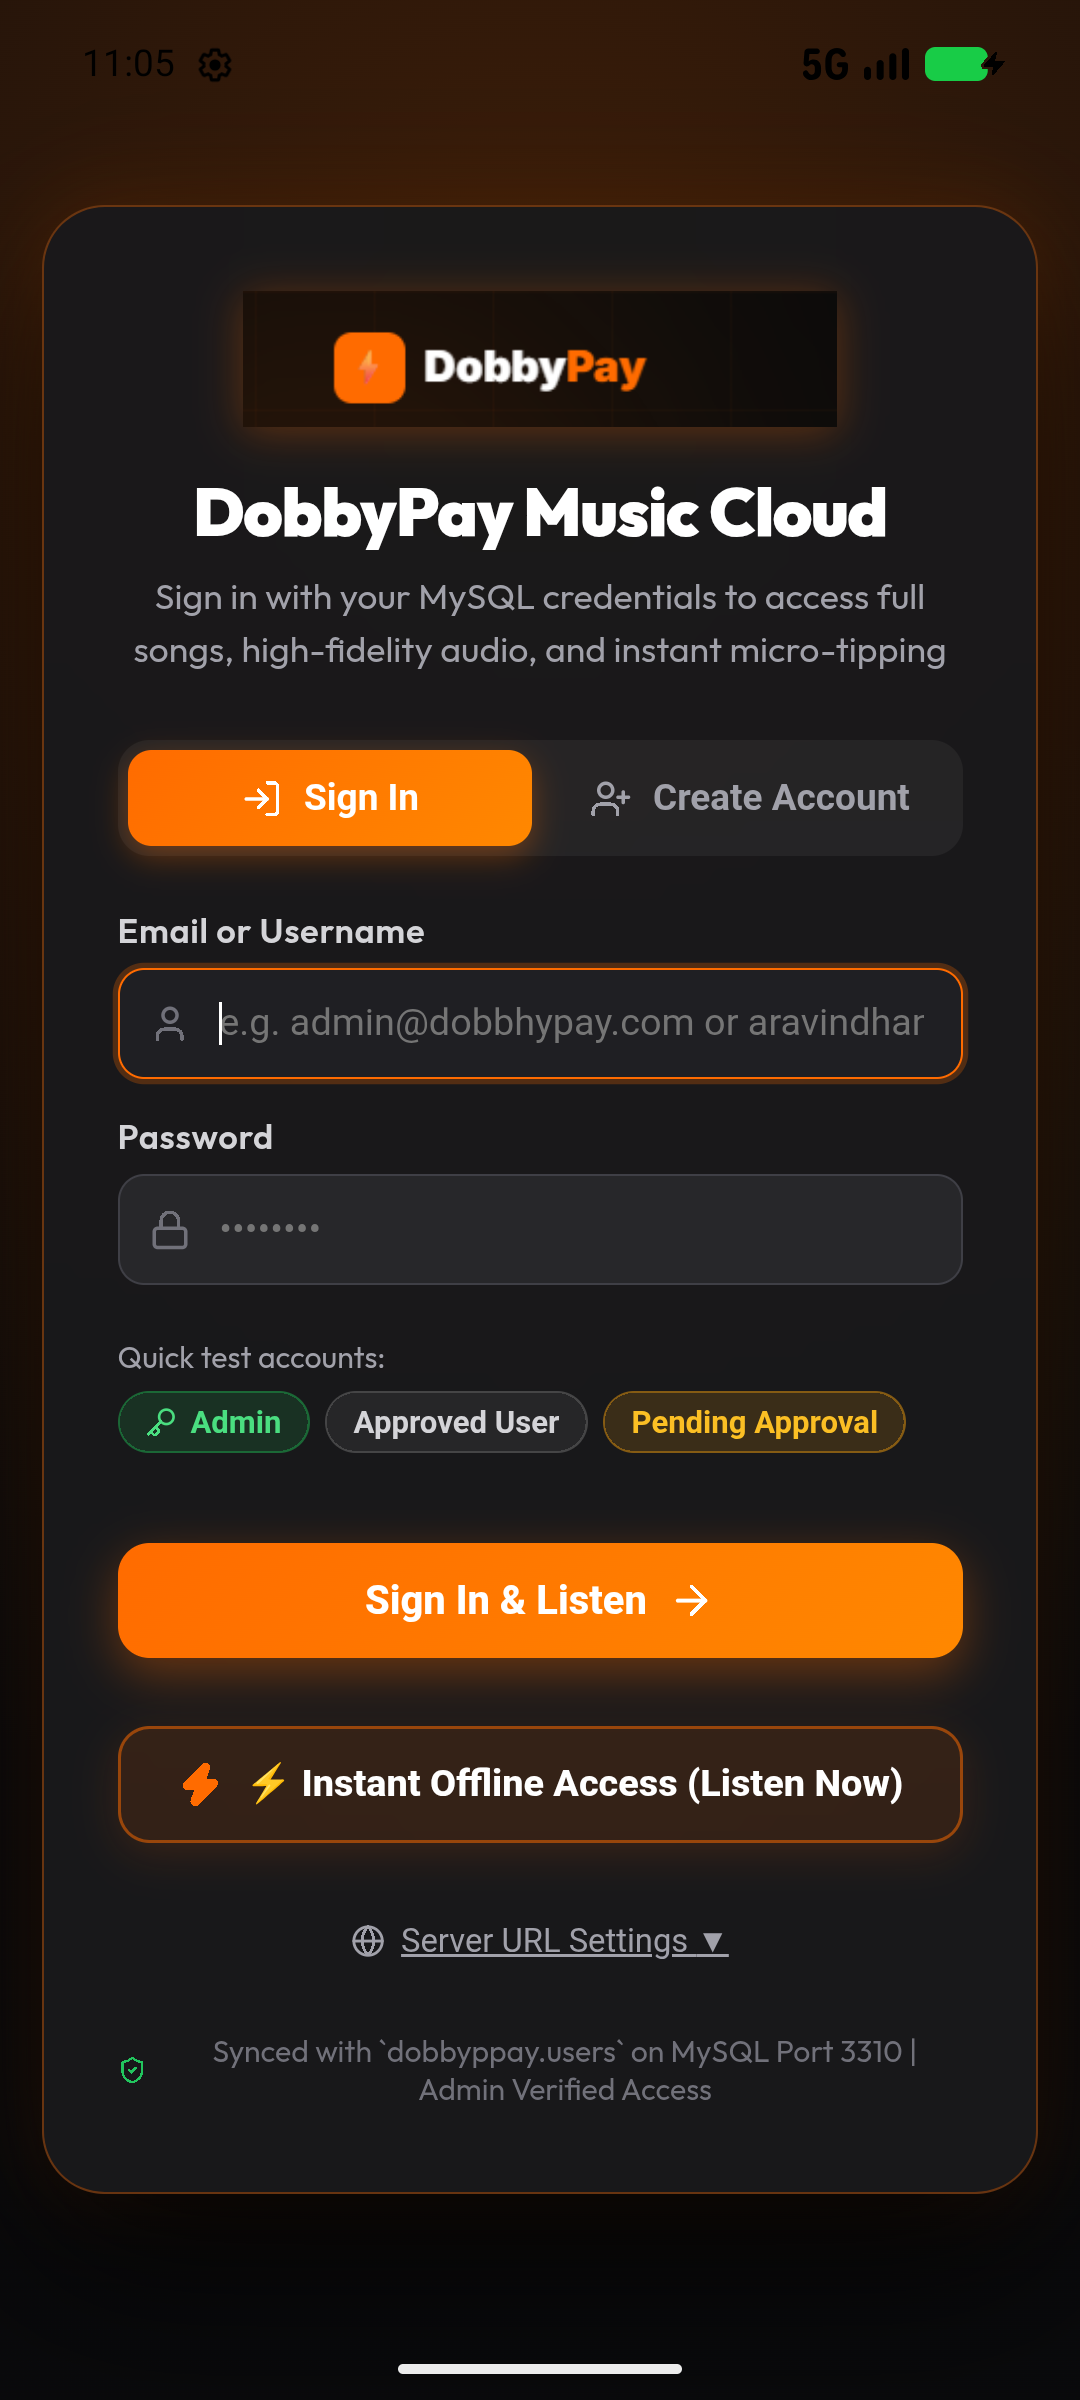 11:05 5G
DobbyPay
DobbyPay Music Cloud
Sign in with your MySQL credentials to access full
songs, high-fidelity audio, and instant micro-tipping
Sign In Create Account
Email or Username
e.g. admin@dobbhypay.com or aravindhar
Password
••••••••
Quick test accounts:
Admin Approved User Pending Approval
Sign In & Listen →
⚡ Instant Offline Access (Listen Now)
Server URL Settings ▼
Synced with `dobbyppay.users` on MySQL Port 3310 |
Admin Verified Access